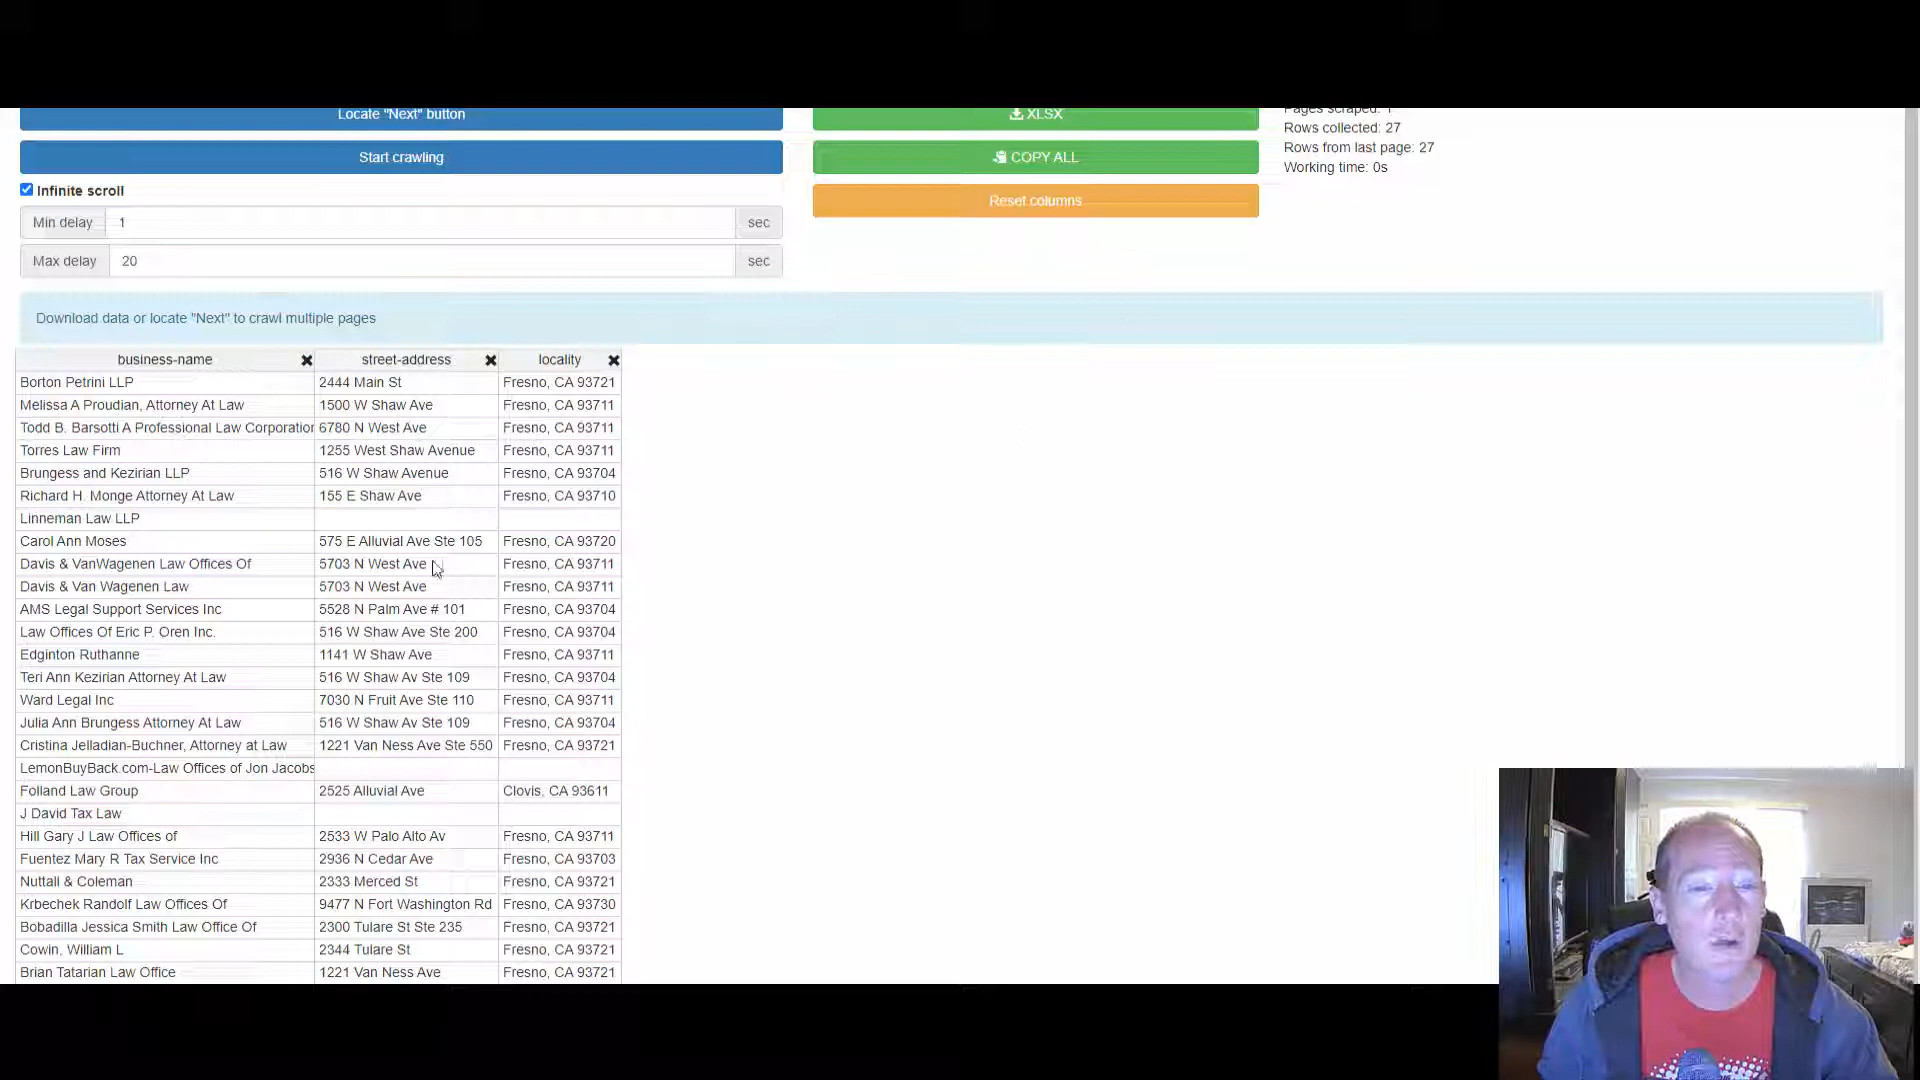 Locate "Next" button
XLSX
Pages scraped: 1
Start crawling
COPY ALL
Rows collected: 27
Rows from last page: 27
Working time: 0s
Infinite scroll
Reset columns
Min delay 1 sec
Max delay 20 sec
Download data or locate "Next" to crawl multiple pages
business-name street-address locality
Borton Petrini LLP 2444 Main St Fresno, CA 93721
Melissa A Proudian, Attorney At Law 1500 W Shaw Ave Fresno, CA 93711
Todd B. Barsotti A Professional Law Corporation 6780 N West Ave Fresno, CA 93711
Torres Law Firm 1255 West Shaw Avenue Fresno, CA 93711
Brungess and Kezirian LLP 516 W Shaw Avenue Fresno, CA 93704
Richard H. Monge Attorney At Law 155 E Shaw Ave Fresno, CA 93710
Linneman Law LLP
Carol Ann Moses 575 E Alluvial Ave Ste 105 Fresno, CA 93720
Davis & VanWagenen Law Offices Of 5703 N West Ave Fresno, CA 93711
Davis & Van Wagenen Law 5703 N West Ave Fresno, CA 93711
AMS Legal Support Services Inc 5528 N Palm Ave # 101 Fresno, CA 93704
Law Offices Of Eric P. Oren Inc. 516 W Shaw Ave Ste 200 Fresno, CA 93704
Edginton Ruthanne 1141 W Shaw Ave Fresno, CA 93711
Teri Ann Kezirian Attorney At Law 516 W Shaw Av Ste 109 Fresno, CA 93704
Ward Legal Inc 7030 N Fruit Ave Ste 110 Fresno, CA 93711
Julia Ann Brungess Attorney At Law 516 W Shaw Av Ste 109 Fresno, CA 93704
Cristina Jelladian-Buchner, Attorney at Law 1221 Van Ness Ave Ste 550 Fresno, CA 93721
LemonBuyBack.com-Law Offices of Jon Jacobs
Folland Law Group 2525 Alluvial Ave Clovis, CA 93611
J David Tax Law
Hill Gary J Law Offices of 2533 W Palo Alto Av Fresno, CA 93711
Fuentez Mary R Tax Service Inc 2936 N Cedar Ave Fresno, CA 93703
Nuttall & Coleman 2333 Merced St Fresno, CA 93721
Krbechek Randolf Law Offices Of 9477 N Fort Washington Rd Fresno, CA 93730
Bobadilla Jessica Smith Law Office Of 2300 Tulare St Ste 235 Fresno, CA 93721
Cowin, William L 2344 Tulare St Fresno, CA 93721
Brian Tatarian Law Office 1221 Van Ness Ave Fresno, CA 93721